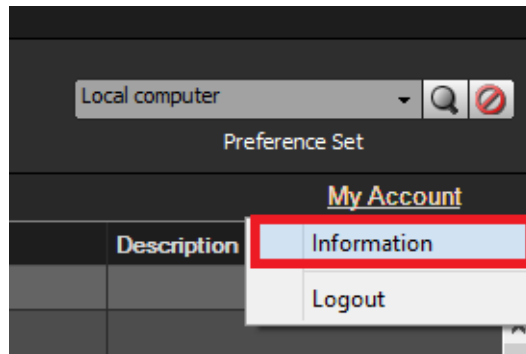 Local computer
Preference Set
My Account
Description
Information
Logout